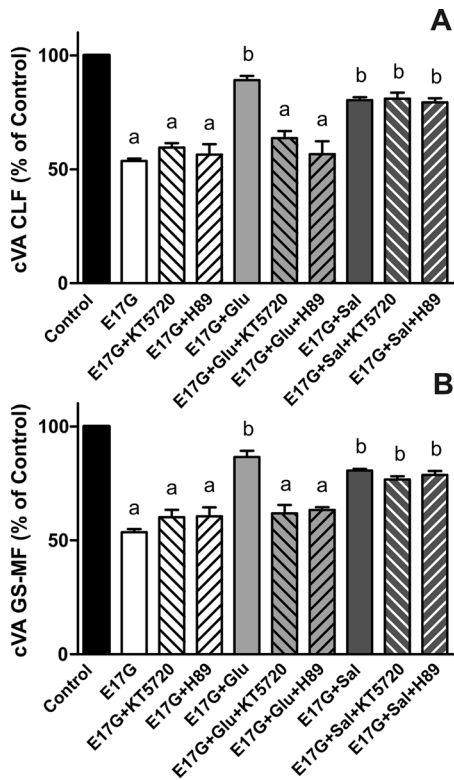 A
cVA CLF (% of Control)
100
50
0
a
a
a
b
a
a
b
b
b
Control
E17G
E17G+KT5720
E17G+H89
E17G+Glu
E17G+Glu+KT5720
E17G+Glu+H89
E17G+Sal
E17G+Sal+KT5720
E17G+Sal+H89
B
cVA GS-MF (% of Control)
100
50
0
a
a
a
b
a
a
b
b
b
Control
E17G
E17G+KT5720
E17G+H89
E17G+Glu
E17G+Glu+KT5720
E17G+Glu+H89
E17G+Sal
E17G+Sal+KT5720
E17G+Sal+H89